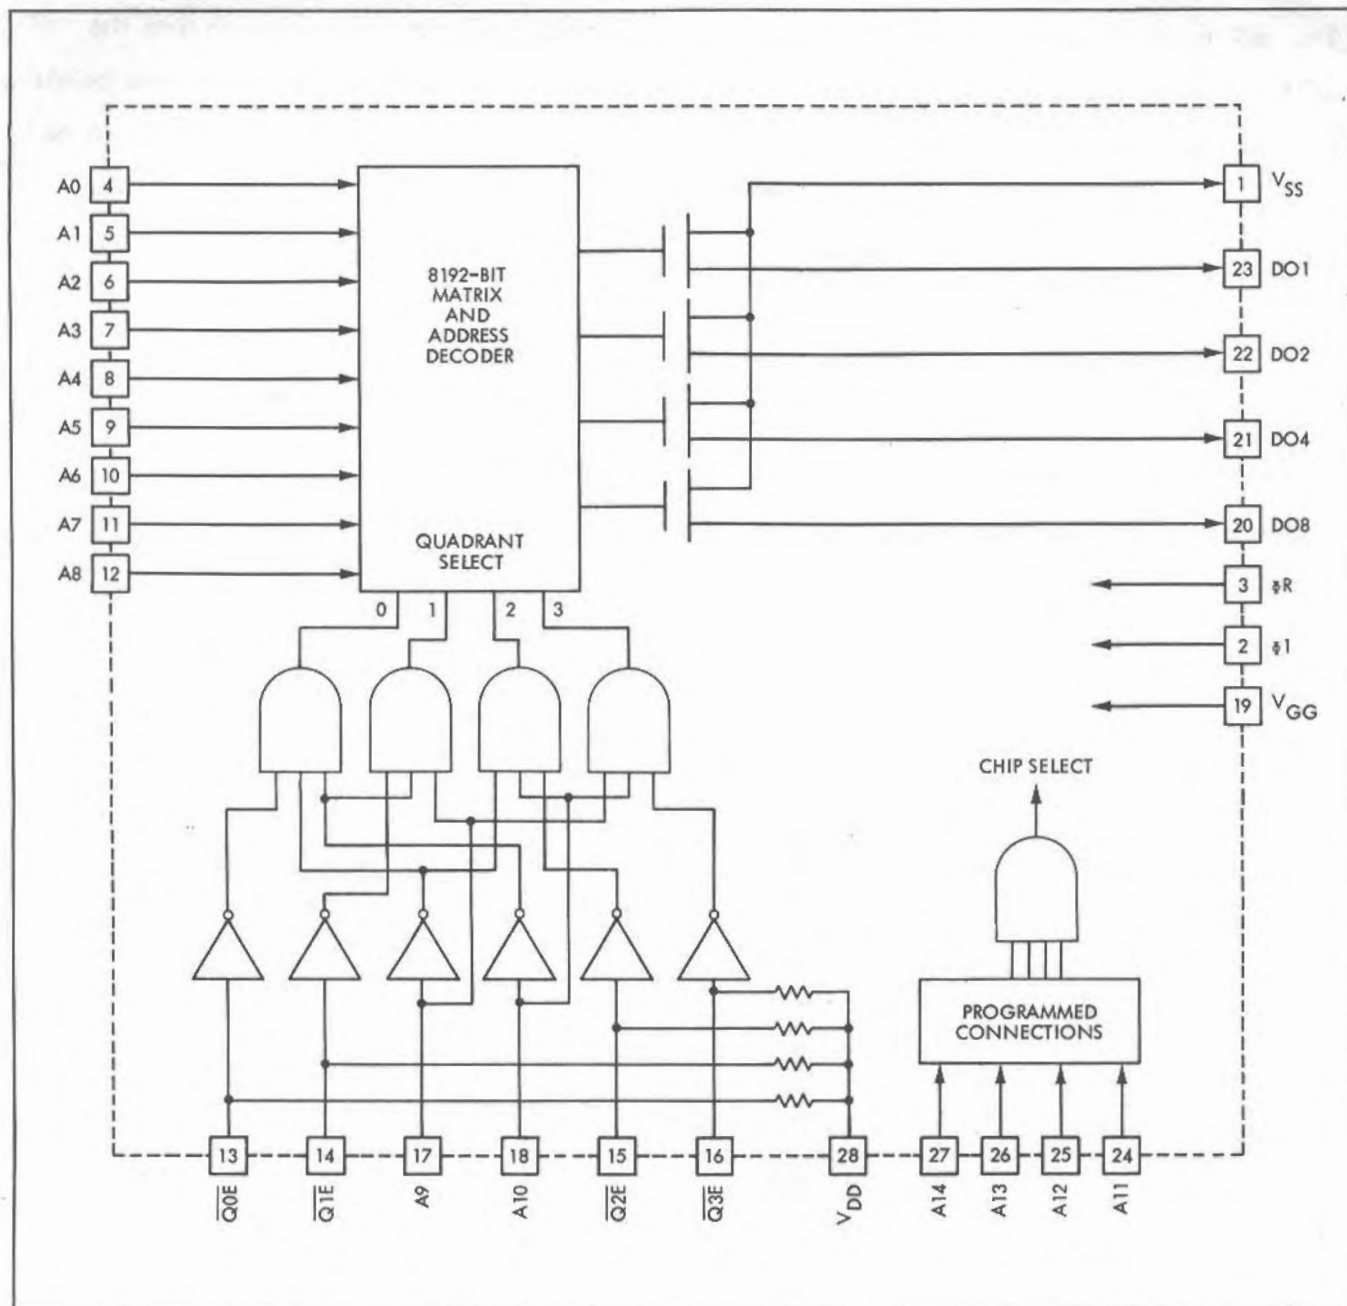 A0 4
A1 5
A2 6
A3 7
A4 8
A5 9
A6 10
A7 11
A8 12
8192-BIT
MATRIX
AND
ADDRESS
DECODER
QUADRANT
SELECT
0 1 2 3
1 VSS
23 DO1
22 DO2
21 DO4
20 DO8
3 ΦR
2 Φ1
19 VGG
CHIP SELECT
PROGRAMMED
CONNECTIONS
13 14 17 18 15 16 28 27 26 25 24
Q0E
Q1E
A9
A10
Q2E
Q3E
VDD
A14
A13
A12
A11